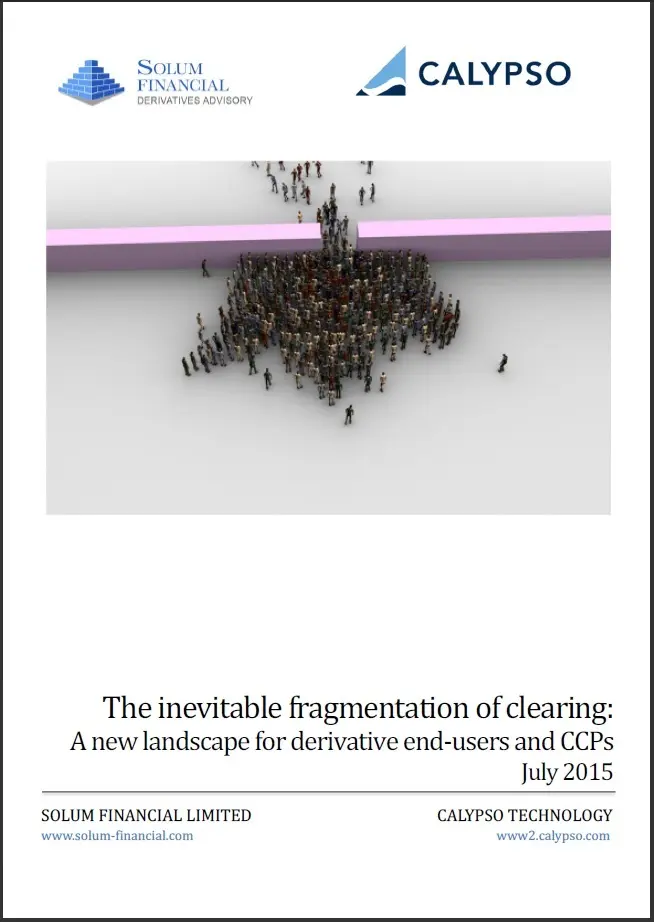 SOLUM
FINANCIAL
DERIVATIVES ADVISORY
CALYPSO
The inevitable fragmentation of clearing:
A new landscape for derivative end-users and CCPs
July 2015
SOLUM FINANCIAL LIMITED
CALYPSO TECHNOLOGY
www.solum-financial.com
www2.calypso.com